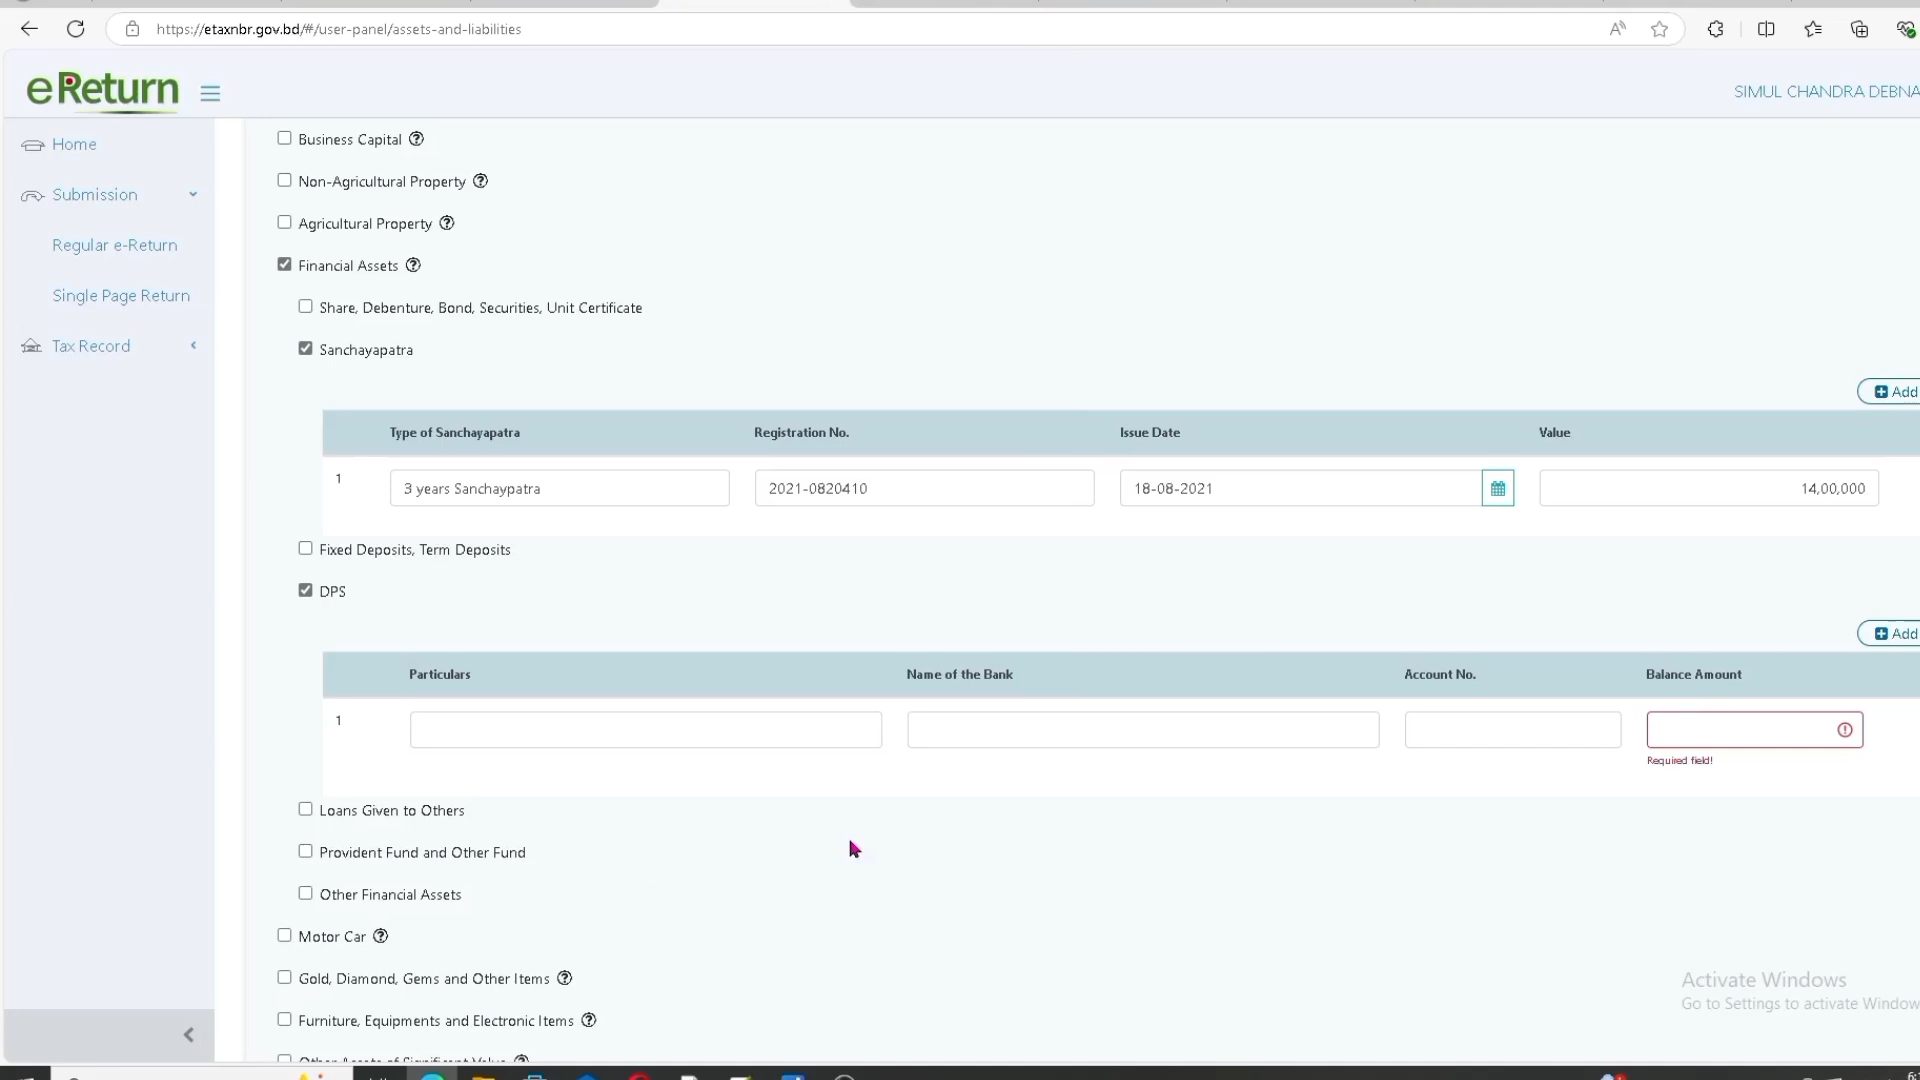 https://etaxnbr.gov.bd/#/user-panel/assets-and-liabilities
eReturn
SIMUL CHANDRA DEBNA
Home
Submission
Regular e-Return
Single Page Return
Tax Record
Business Capital
Non-Agricultural Property
Agricultural Property
Financial Assets
Share, Debenture, Bond, Securities, Unit Certificate
Sanchayapatra
Add
Type of Sanchayapatra Registration No. Issue Date Value
1 3 years Sanchaypatra 2021-0820410 18-08-2021 14,00,000
Fixed Deposits, Term Deposits
DPS
Add
Particulars Name of the Bank Account No. Balance Amount
1
Required field!
Loans Given to Others
Provident Fund and Other Fund
Other Financial Assets
Motor Car
Gold, Diamond, Gems and Other Items
Furniture, Equipments and Electronic Items
Other Assets of Significant Value
Activate Windows
Go to Settings to activate Window